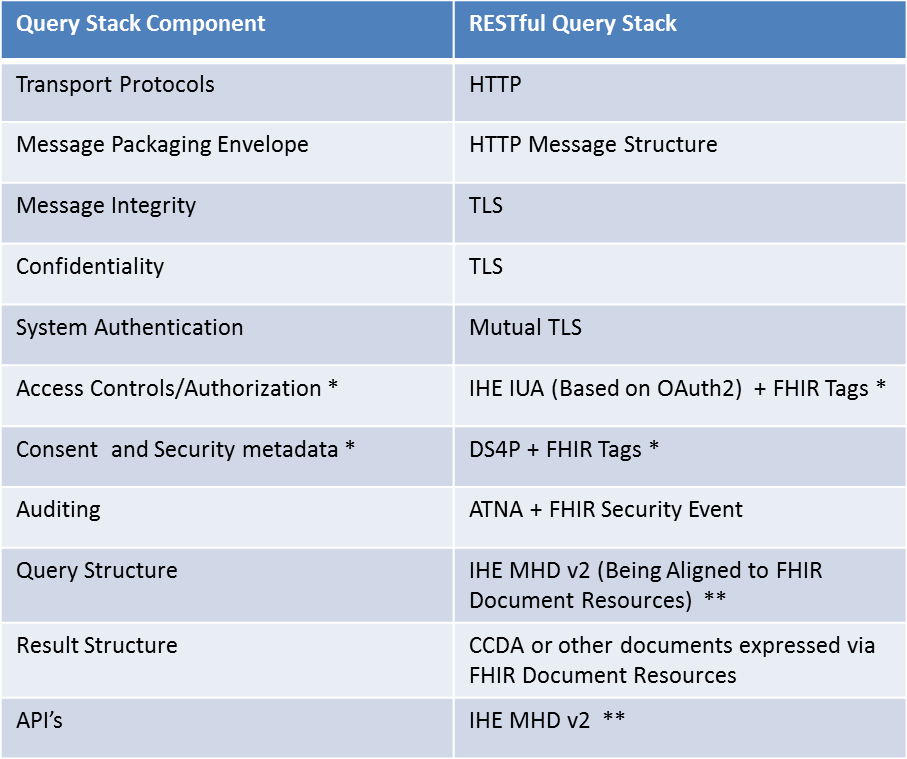 Query Stack Component
RESTful Query Stack
Transport Protocols
HTTP
Message Packaging Envelope
HTTP Message Structure
Message Integrity
TLS
Confidentiality
TLS
System Authentication
Mutual TLS
Access Controls/Authorization *
IHE IUA (Based on OAuth2)  + FHIR Tags *
Consent  and Security metadata *
DS4P + FHIR Tags *
Auditing
ATNA + FHIR Security Event
Query Structure
IHE MHD v2 (Being Aligned to FHIR
Document Resources)  **
Result Structure
CCDA or other documents expressed via
FHIR Document Resources
API’s
IHE MHD v2  **